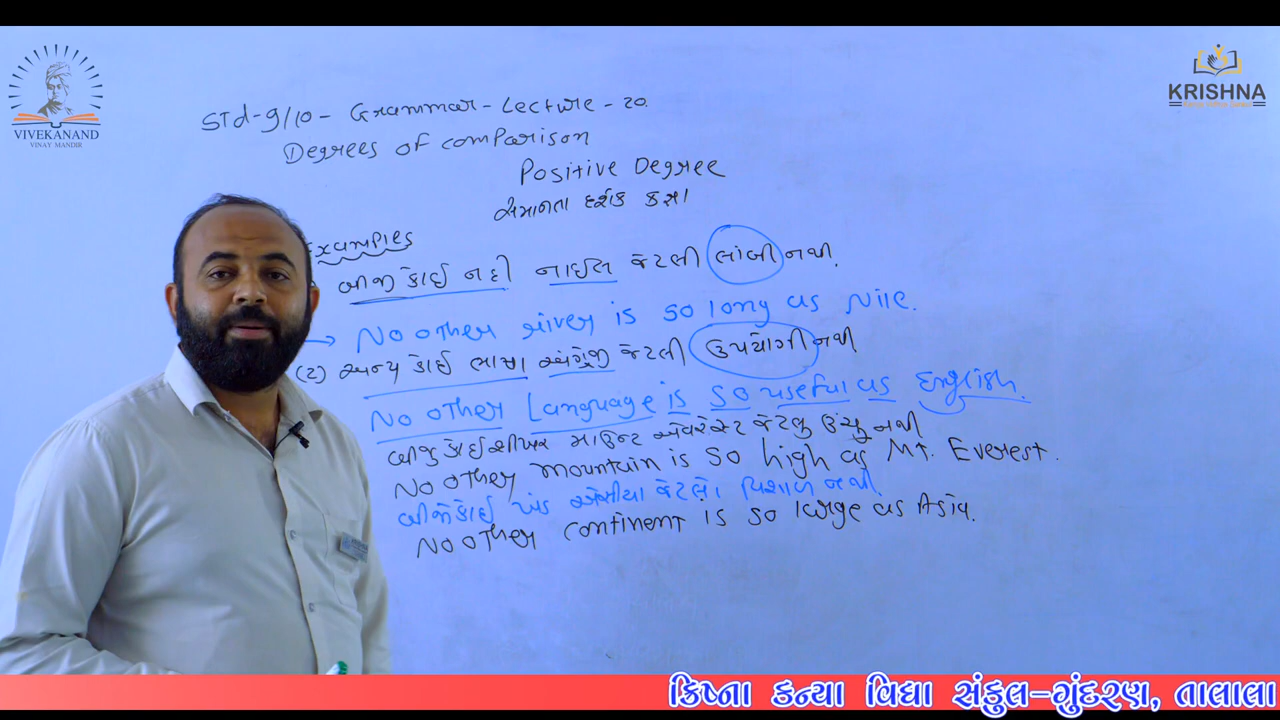 VIVEKANAND
VINAY MANDIR
KRISHNA
STd-9/10 - Grammar - Lecture - 20.
Degrees of comparison
Positive Degree
સમાનતા દર્શક કક્ષા
Examples
બીજી કોઈ નદી નાઈલ જેટલી લાંબી નથી.
→ No other river is so long as Nile.
(૨) અન્ય કોઈ ભાષા અંગ્રેજી જેટલી ઉપયોગી નથી
No other Language is so useful as English.
બીજુ કોઈ શીખર માઉન્ટ એવરેસ્ટ જેટલુ ઉંચુ નથી
No other mountain is so high as Mt. Everest.
બીજો કોઈ ખંડ એશીયા જેટલો વિશાળ નથી.
No other continent is so large as Asia.
ક્રિષ્ના કન્યા વિદ્યા સંકુલ-ગુંદરણ, તાલાલા